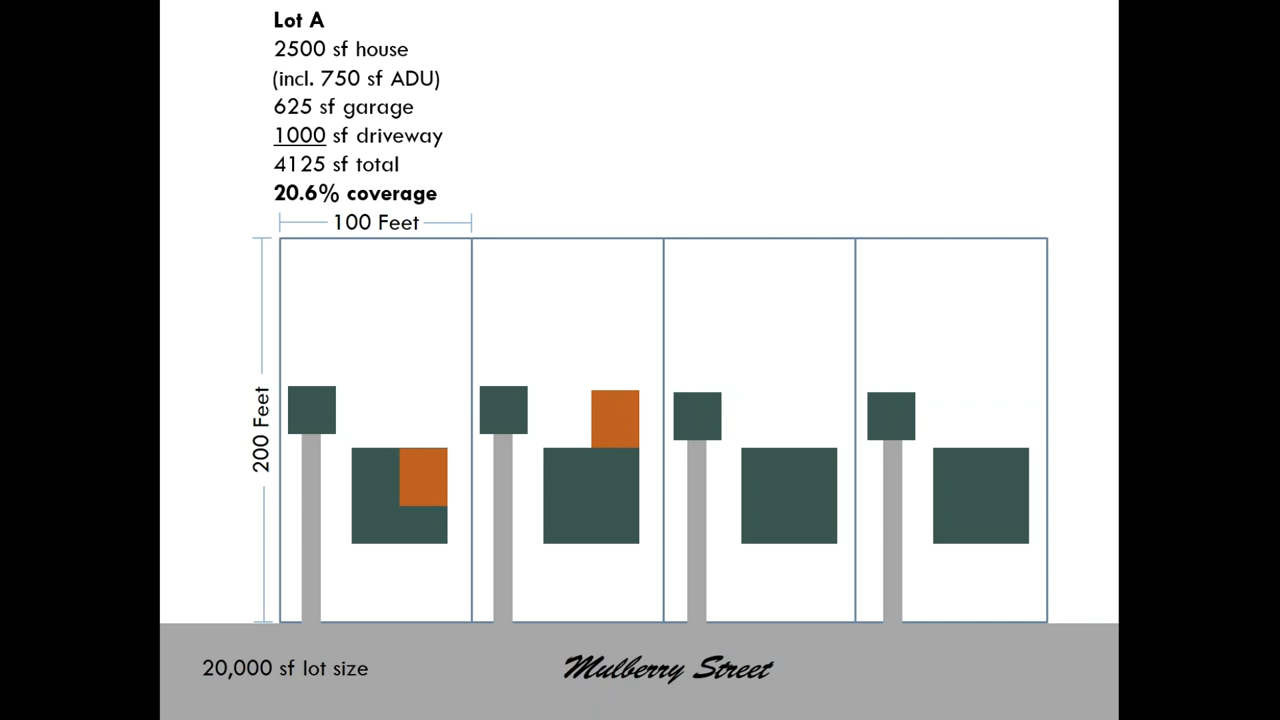 Lot A
2500 sf house
(incl. 750 sf ADU)
625 sf garage
1000 sf driveway
4125 sf total
20.6% coverage
100 Feet
200 Feet
20,000 sf lot size
Mulberry Street